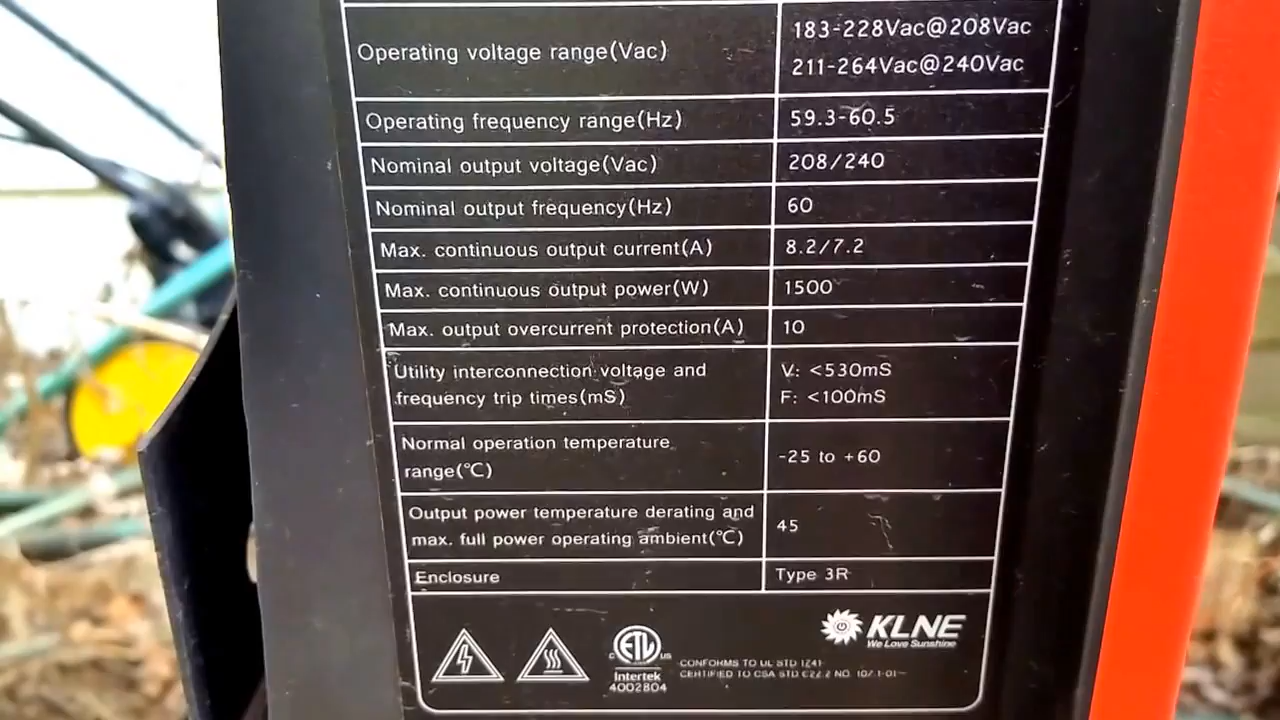 Operating voltage range(Vac)
183-228Vac@208Vac
211-264Vac@240Vac
Operating frequency range(Hz)
59.3-60.5
Nominal output voltage(Vac)
208/240
Nominal output frequency(Hz)
60
Max. continuous output current(A)
8.2/7.2
Max. continuous output power(W)
1500
Max. output overcurrent protection(A)
10
Utility interconnection voltage and
frequency trip times(mS)
V: <530mS
F: <100mS
Normal operation temperature
range(℃)
-25 to +60
Output power temperature derating and
max. full power operating ambient(℃)
45
Enclosure
Type 3R
KLNE
We Love Sunshine
C ETL US
Intertek
4002804
CONFORMS TO UL STD 1741
CERTIFIED TO CSA STD C22.2 NO. 107.1-01